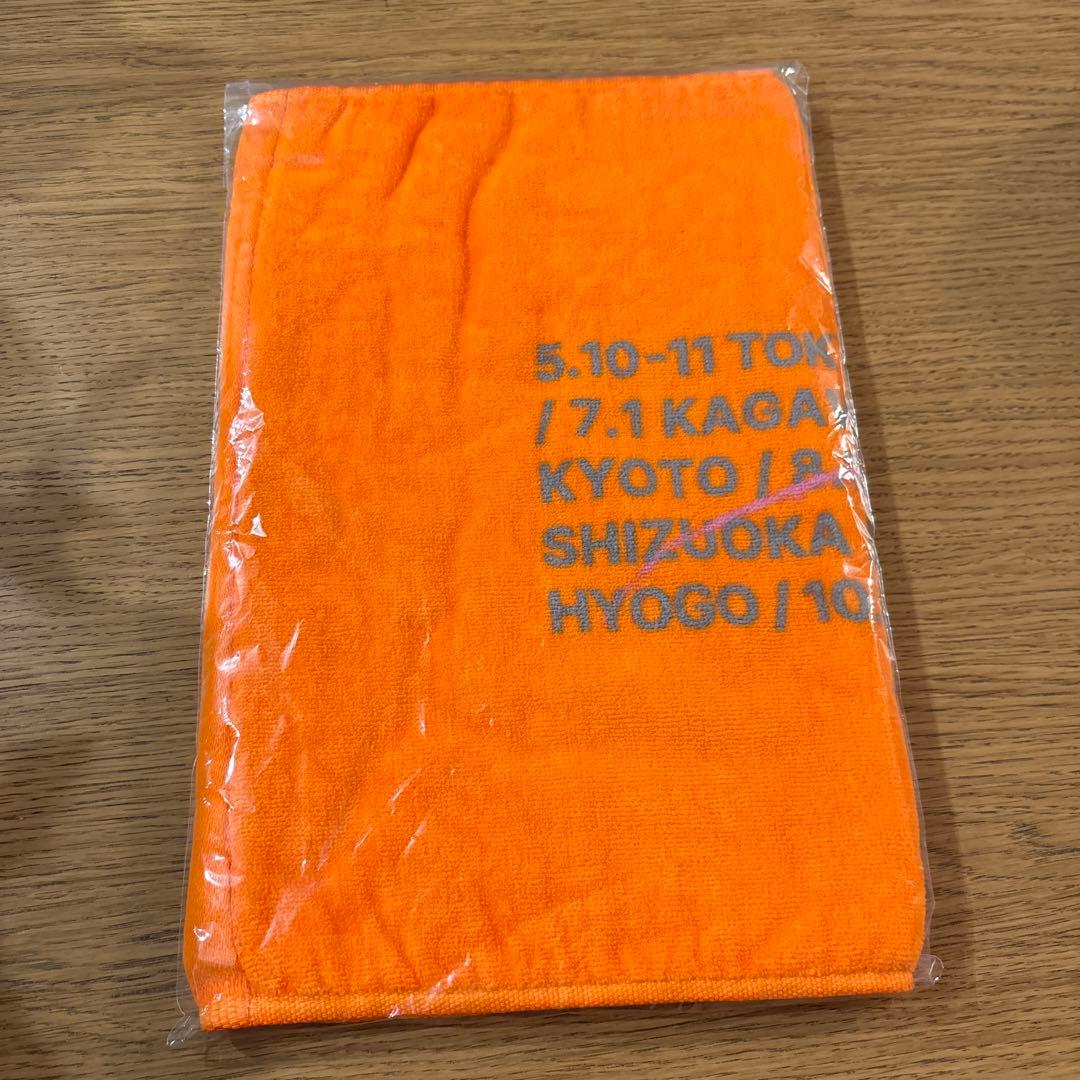 5.10-11 TOK
/ 7.1 KAGA
KYOTO / 8
SHIZUOKA
HYOGO / 10